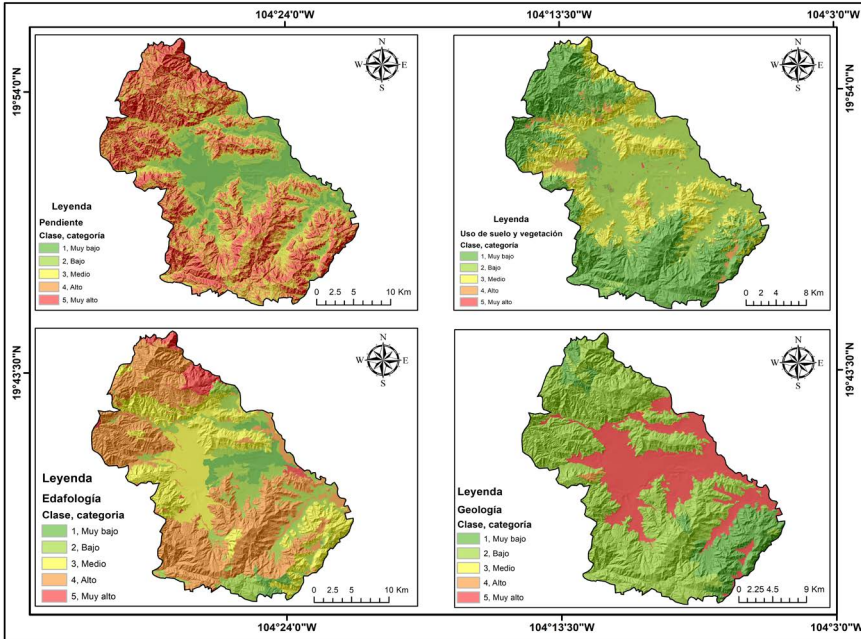 104°24'0"W 104°13'30"W 104°3'0"W
19°54'0"N
19°54'0"N
N
W E
S
Leyenda
Pendiente
Clase, categoría
1, Muy bajo
2, Bajo
3, Medio
4, Alto
5, Muy alto
0 2.5 5 10 Km
N
W E
S
Leyenda
Uso de suelo y vegetación
Clase, categoría
1, Muy bajo
2, Bajo
3, Medio
4, Alto
5, Muy alto
0 2 4 8 Km
19°43'30"N
19°43'30"N
N
W E
S
Leyenda
Edafología
Clase, categoría
1, Muy bajo
2, Bajo
3, Medio
4, Alto
5, Muy alto
0 2.5 5 10 Km
N
W E
S
Leyenda
Geología
Clase, categoría
1, Muy bajo
2, Bajo
3, Medio
4, Alto
5, Muy alto
0 2.25 4.5 9 Km
104°24'0"W 104°13'30"W 104°3'0"W